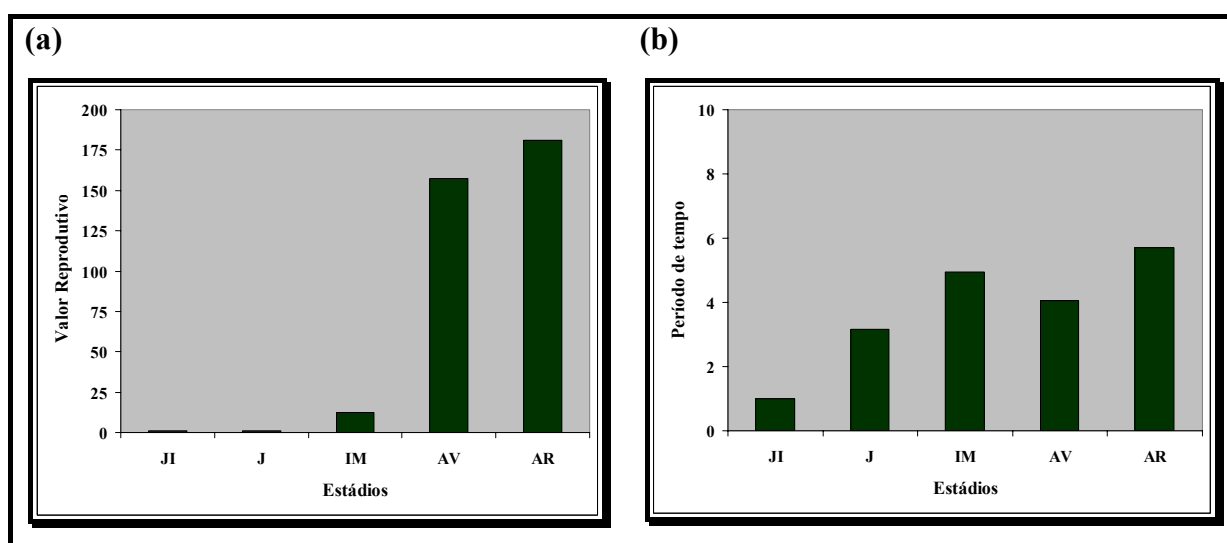 (a)
(b)
200
175
150
125
100
75
50
25
0
Valor Reprodutivo
JI J IM AV AR
Estádios
10
8
6
4
2
0
Período de tempo
JI J IM AV AR
Estádios